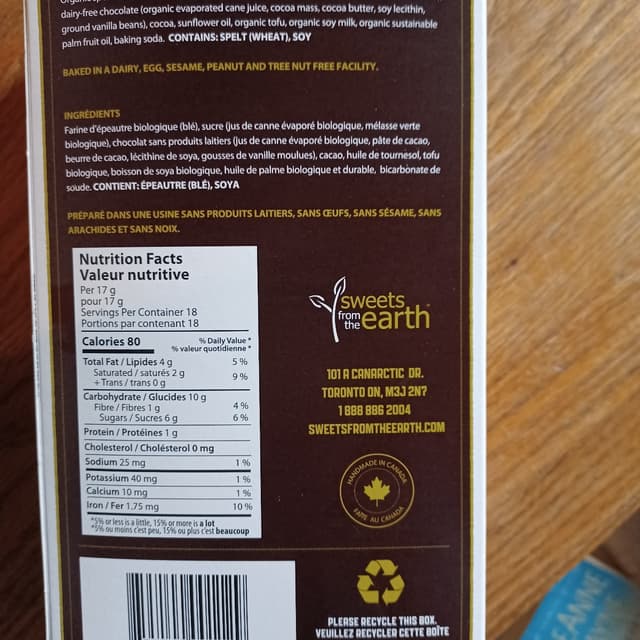 dairy-free chocolate (organic evaporated cane juice, cocoa mass, cocoa butter, soy lecithin,
ground vanilla beans), cocoa, sunflower oil, organic tofu, organic soy milk, organic sustainable
palm fruit oil, baking soda. CONTAINS: SPELT (WHEAT), SOY
BAKED IN A DAIRY, EGG, SESAME, PEANUT AND TREE NUT FREE FACILITY.
INGRÉDIENTS
Farine d'épeautre biologique (blé), sucre (jus de canne évaporé biologique, mélasse verte
biologique), chocolat sans produits laitiers (jus de canne évaporé biologique, pâte de cacao,
beurre de cacao, lécithine de soya, gousses de vanille moulues), cacao, huile de tournesol, tofu
biologique, boisson de soya biologique, huile de palme biologique et durable, bicarbonate de
soude. CONTIENT: ÉPEAUTRE (BLÉ), SOYA
PRÉPARÉ DANS UNE USINE SANS PRODUITS LAITIERS, SANS ŒUFS, SANS SÉSAME, SANS
ARACHIDES ET SANS NOIX.
Nutrition Facts
Valeur nutritive
Per 17 g
pour 17 g
Servings Per Container 18
Portions par contenant 18
Calories 80 % Daily Value*
% valeur quotidienne*
Total Fat / Lipides 4 g 5 %
Saturated / saturés 2 g
+ Trans / trans 0 g 9 %
Carbohydrate / Glucides 10 g
Fibre / Fibres 1 g 4 %
Sugars / Sucres 6 g 6 %
Protein / Protéines 1 g
Cholesterol / Cholestérol 0 mg
Sodium 25 mg 1 %
Potassium 40 mg 1 %
Calcium 10 mg 1 %
Iron / Fer 1.75 mg 10 %
*5% or less is a little, 15% or more is a lot
*5% ou moins c'est peu, 15% ou plus c'est beaucoup
sweets
from
the earth
101 A CANARCTIC DR.
TORONTO ON, M3J 2N7
1 888 886 2004
SWEETSFROMTHEEARTH.COM
HANDMADE IN CANADA
FAIT AU CANADA
PLEASE RECYCLE THIS BOX.
VEUILLEZ RECYCLER CETTE BOÎTE